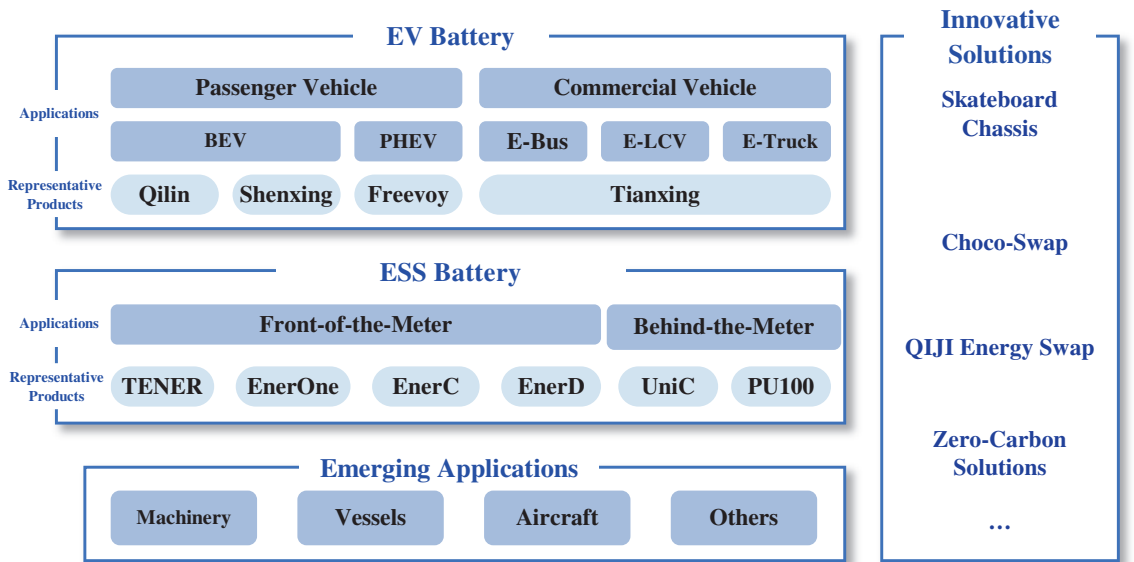 EV Battery
Applications
Passenger Vehicle
Commercial Vehicle
BEV
PHEV
E-Bus
E-LCV
E-Truck
Representative
Products
Qilin
Shenxing
Freevoy
Tianxing
ESS Battery
Applications
Front-of-the-Meter
Behind-the-Meter
Representative
Products
TENER
EnerOne
EnerC
EnerD
UniC
PU100
Emerging Applications
Machinery
Vessels
Aircraft
Others
Innovative
Solutions
Skateboard
Chassis
Choco-Swap
QIJI Energy Swap
Zero-Carbon
Solutions
...